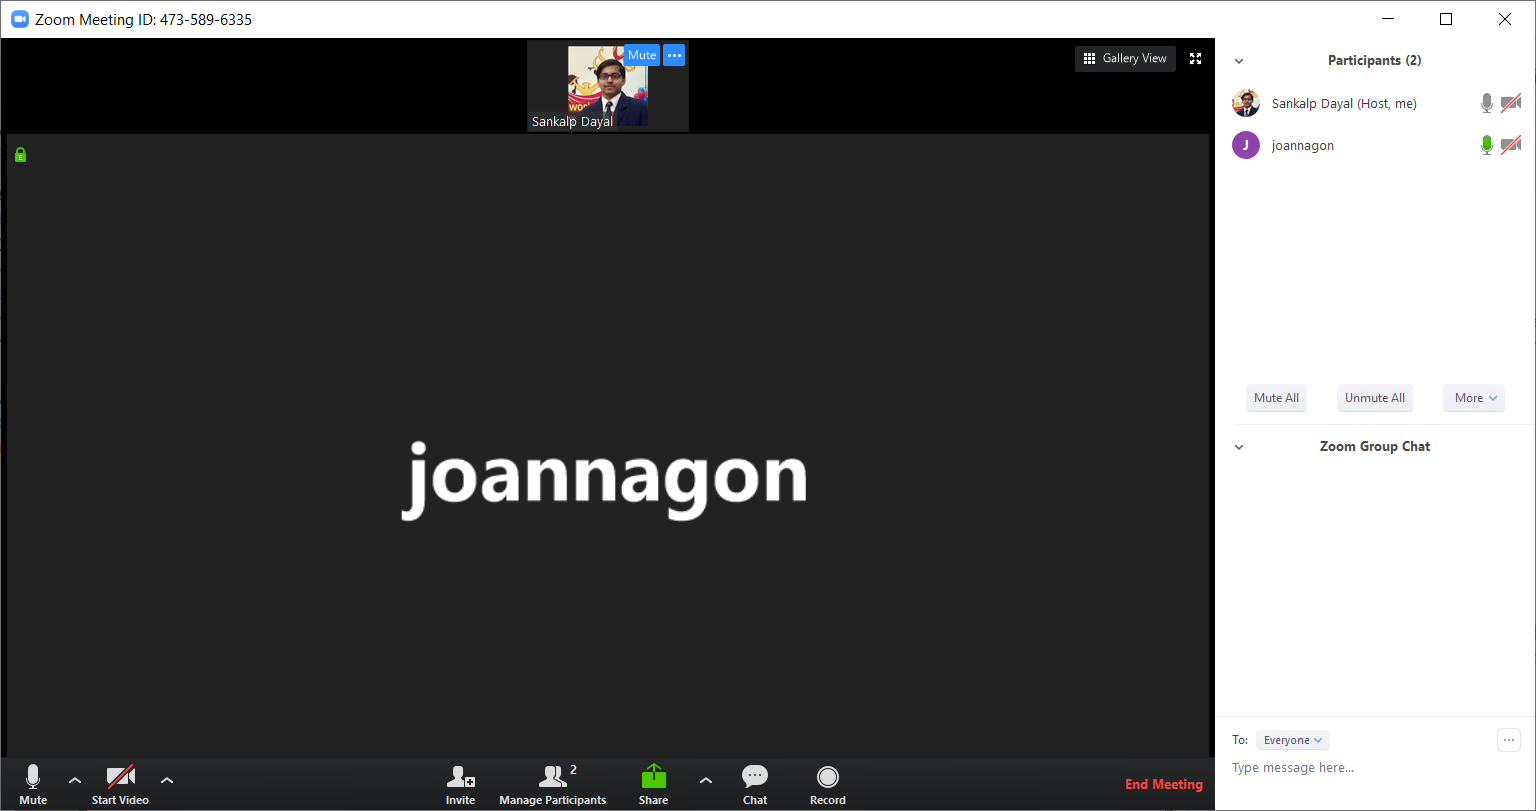 Zoom Meeting ID: 473-589-6335
Mute
Sankalp Dayal
Gallery View
joannagon
Mute
Start Video
Invite
2
Manage Participants
Share
Chat
Record
End Meeting
Participants (2)
Sankalp Dayal (Host, me)
J
joannagon
Mute All
Unmute All
More
Zoom Group Chat
To:
Everyone
Type message here...